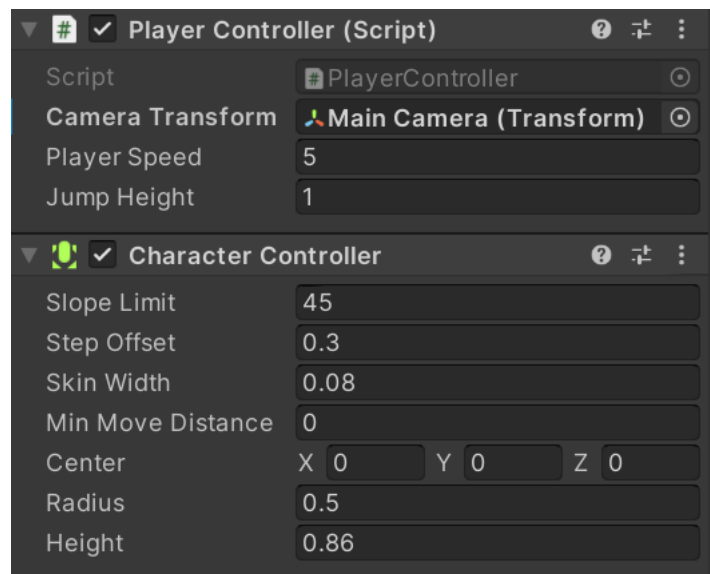 # Player Controller (Script)
Script # PlayerController
Camera Transform Main Camera (Transform)
Player Speed 5
Jump Height 1
Character Controller
Slope Limit 45
Step Offset 0.3
Skin Width 0.08
Min Move Distance 0
Center X 0 Y 0 Z 0
Radius 0.5
Height 0.86